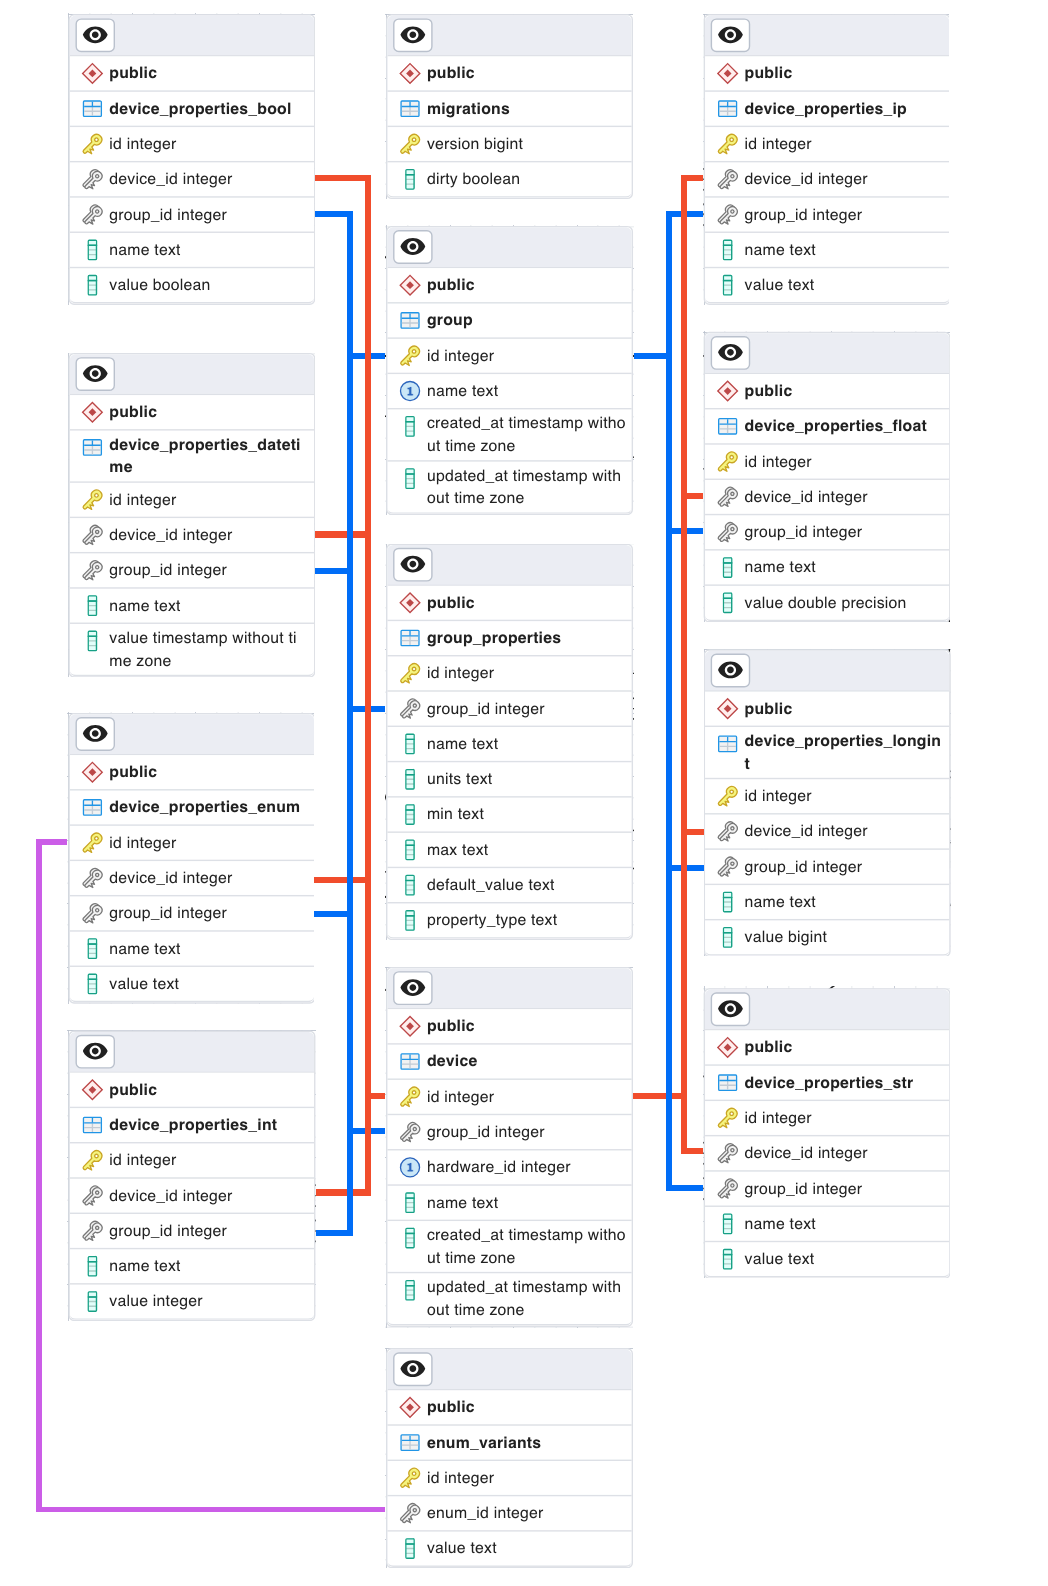 public
device_properties_bool
id integer
device_id integer
group_id integer
name text
value boolean
public
device_properties_dateti
me
id integer
device_id integer
group_id integer
name text
value timestamp without ti
me zone
public
device_properties_enum
id integer
device_id integer
group_id integer
name text
value text
public
device_properties_int
id integer
device_id integer
group_id integer
name text
value integer
public
migrations
version bigint
dirty boolean
public
group
id integer
1
name text
created_at timestamp witho
ut time zone
updated_at timestamp with
out time zone
public
group_properties
id integer
group_id integer
name text
units text
min text
max text
default_value text
property_type text
public
device
id integer
group_id integer
1
hardware_id integer
name text
created_at timestamp witho
ut time zone
updated_at timestamp with
out time zone
public
enum_variants
id integer
enum_id integer
value text
public
device_properties_ip
id integer
device_id integer
group_id integer
name text
value text
public
device_properties_float
id integer
device_id integer
group_id integer
name text
value double precision
public
device_properties_longin
t
id integer
device_id integer
group_id integer
name text
value bigint
public
device_properties_str
id integer
device_id integer
group_id integer
name text
value text